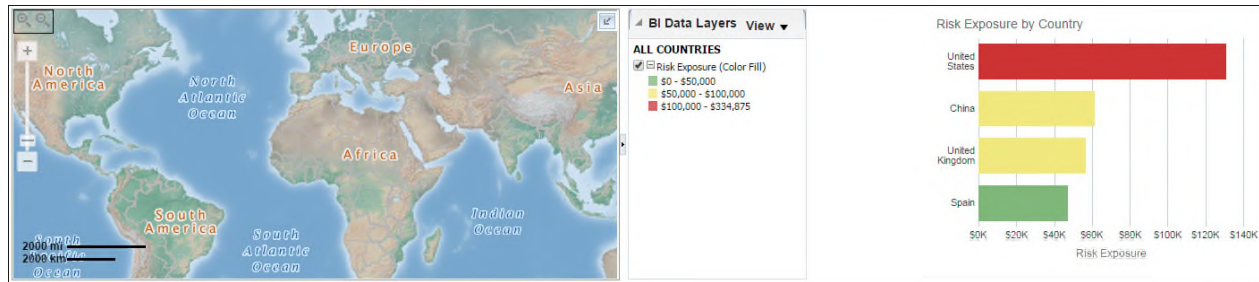 Europe
North
America
North
Atlantic
Ocean
Asia
Africa
South
America
Indian
Ocean
South
Atlantic
Ocean
South
Pacific
Ocean
2000 mi
2000 km
BI Data Layers View
ALL COUNTRIES
Risk Exposure (Color Fill)
$0 - $50,000
$50,000 - $100,000
$100,000 - $334,875
Risk Exposure by Country
United
States
China
United
Kingdom
Spain
$0K $20K $40K $60K $80K $100K $120K $140K
Risk Exposure